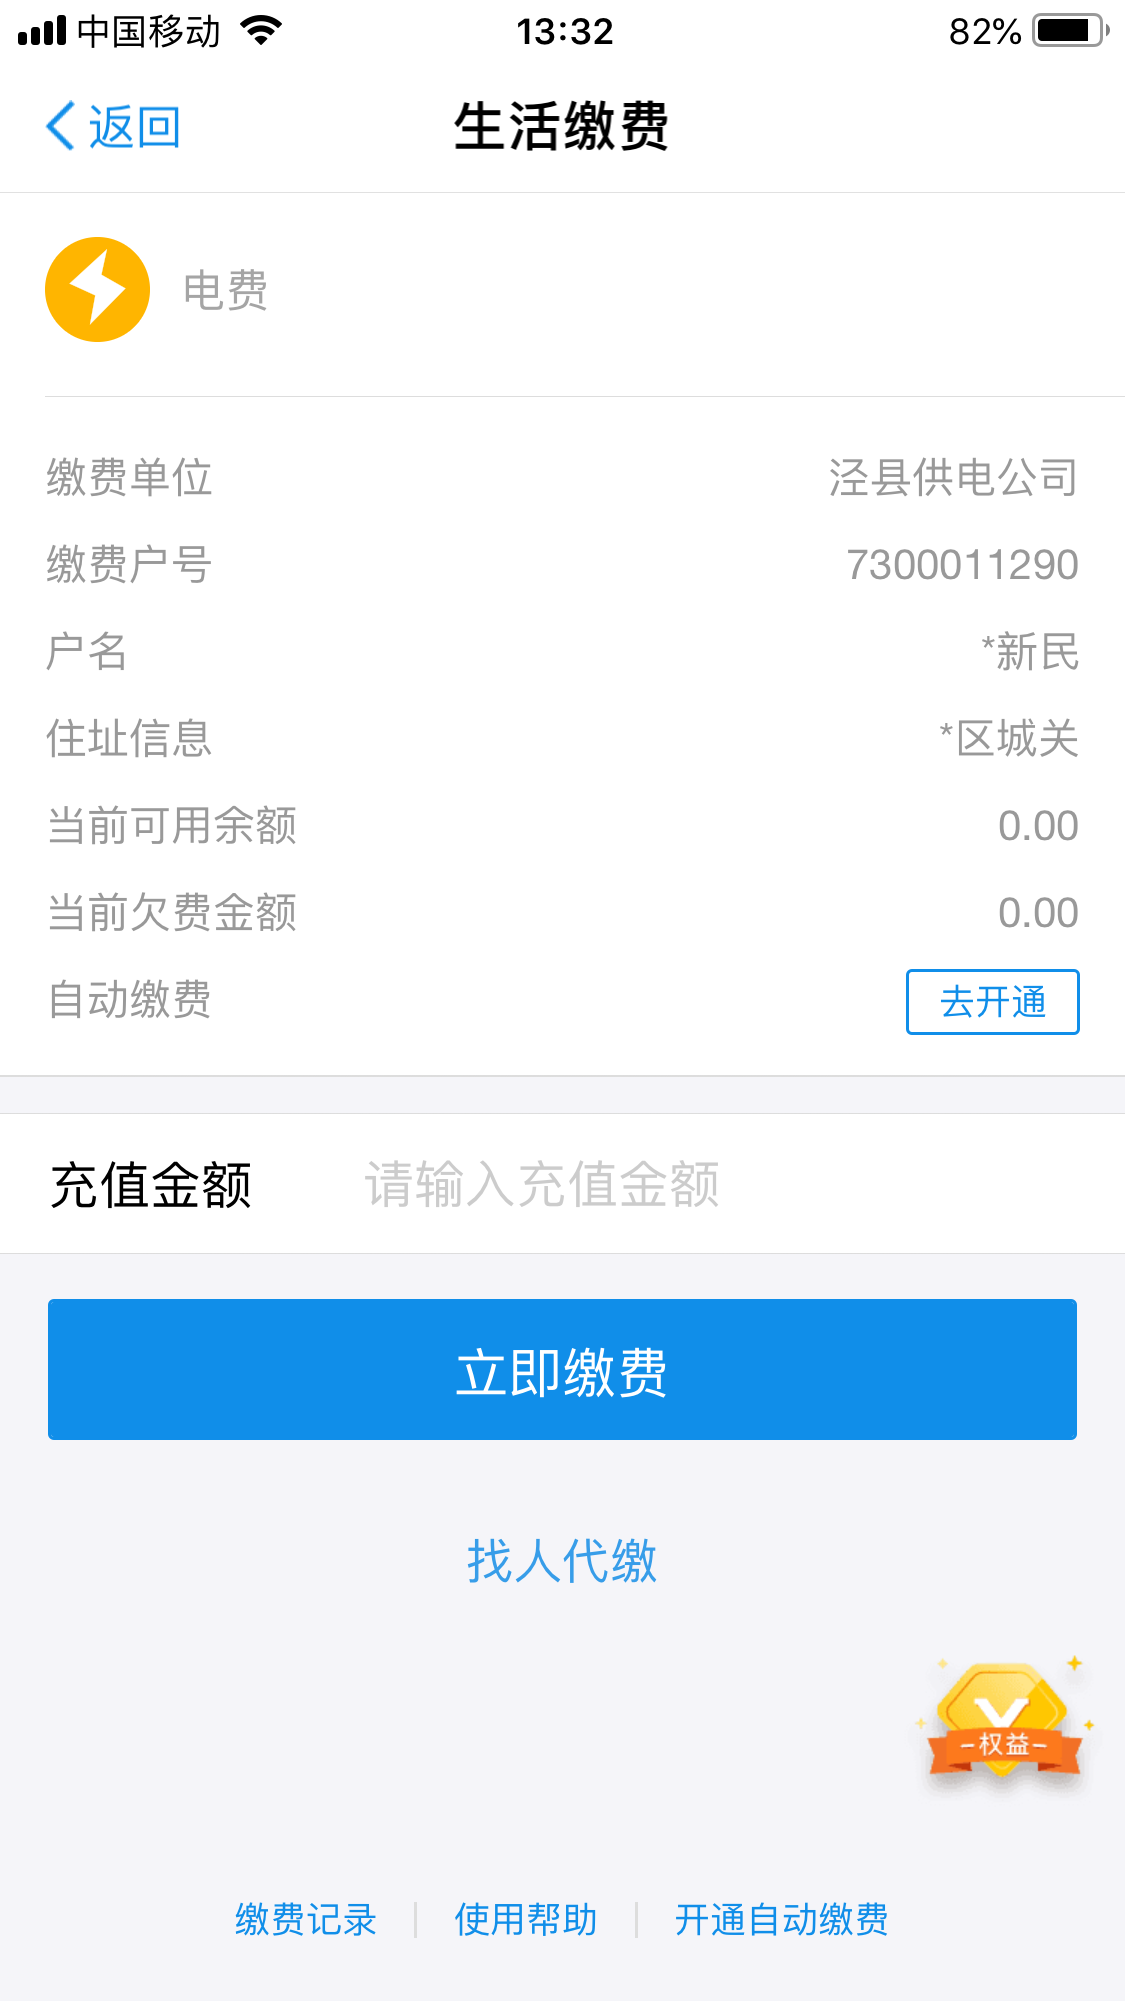 中国移动 13:32 82%
返回 生活缴费
电费
缴费单位 泾县供电公司
缴费户号 7300011290
户名 *新民
住址信息 *区城关
当前可用余额 0.00
当前欠费金额 0.00
自动缴费 去开通
充值金额 请输入充值金额
立即缴费
找人代缴
权益
缴费记录 使用帮助 开通自动缴费